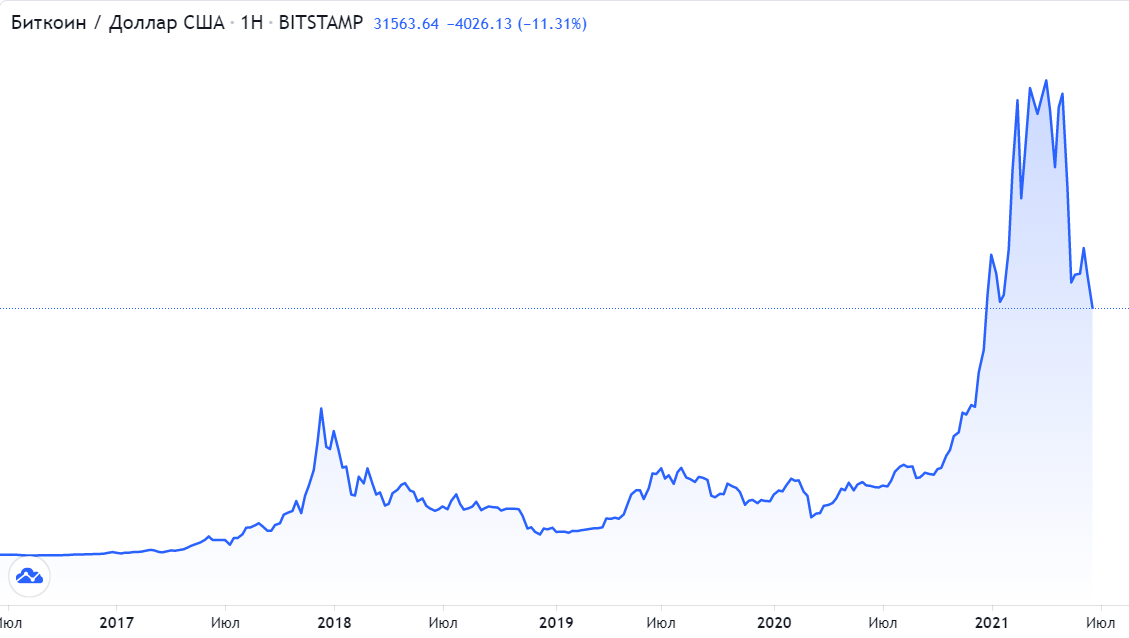 Биткоин / Доллар США · 1Н · BITSTAMP 31563.64 −4026.13 (−11.31%)
Июл 2017 Июл 2018 Июл 2019 Июл 2020 Июл 2021 Июл